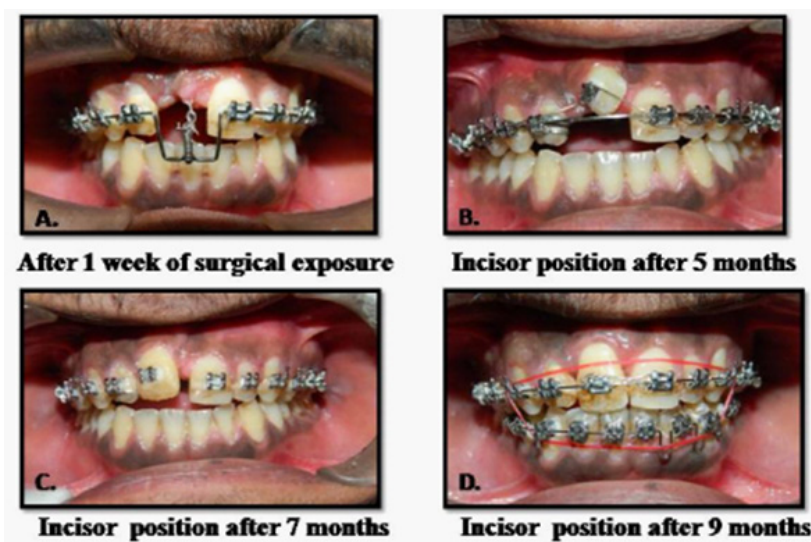 A.
B.
After 1 week of surgical exposure
Incisor position after 5 months
C.
D.
Incisor position after 7 months
Incisor position after 9 months